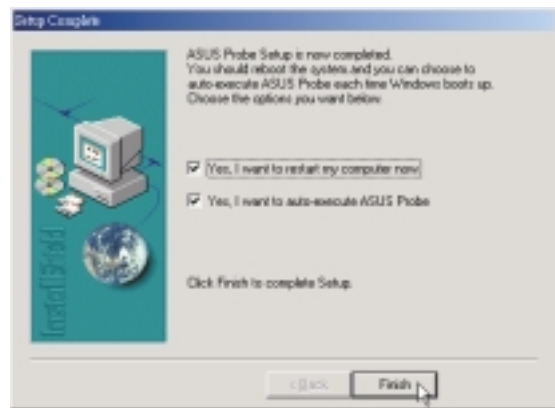 Setup Complete
ASUS Probe Setup is now completed.
You should reboot the system and you can choose to
auto-execute ASUS Probe each time Windows boots up.
Choose the options you want below.
Yes, I want to restart my computer now
Yes, I want to auto-execute ASUS Probe
Click Finish to complete Setup.
InstallShield
< Back
Finish